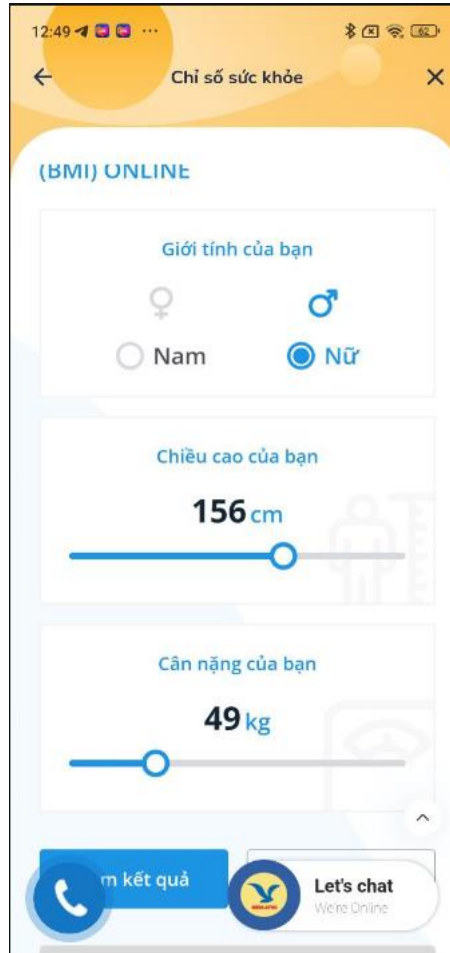 12:49
62
Chỉ số sức khỏe
(BMI) ONLINE
Giới tính của bạn
Nam
Nữ
Chiều cao của bạn
156 cm
Cân nặng của bạn
49 kg
m kết quả
Let's chat
We're Online